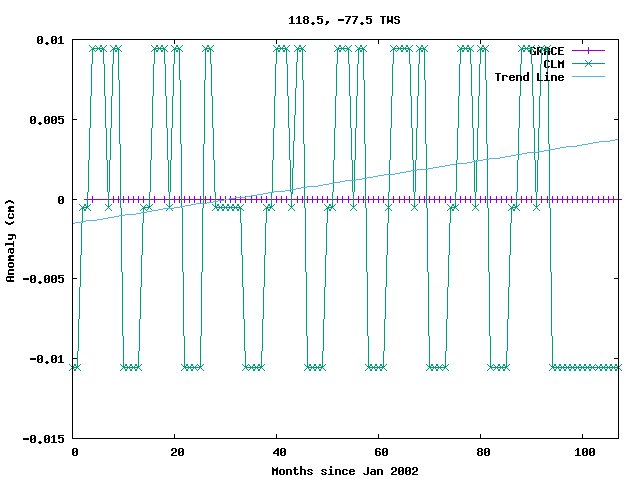 118.5, -77.5 TWS
0.01
0.005
0
-0.005
-0.01
-0.015
Anomaly (cm)
GRACE
CLM
Trend Line
0 20 40 60 80 100
Months since Jan 2002